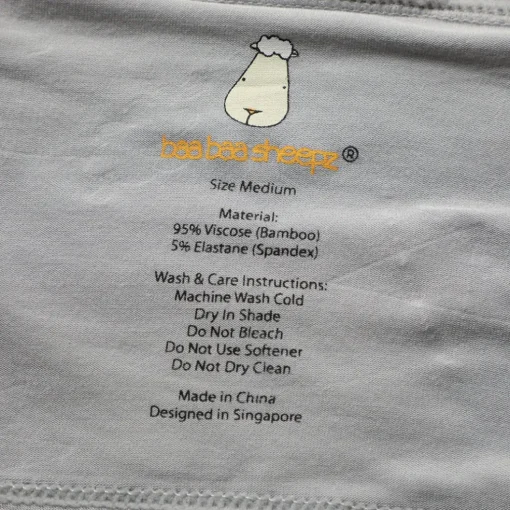 baa baa sheepz®
Size Medium
Material:
95% Viscose (Bamboo)
5% Elastane (Spandex)
Wash & Care Instructions:
Machine Wash Cold
Dry In Shade
Do Not Bleach
Do Not Use Softener
Do Not Dry Clean
Made in China
Designed in Singapore